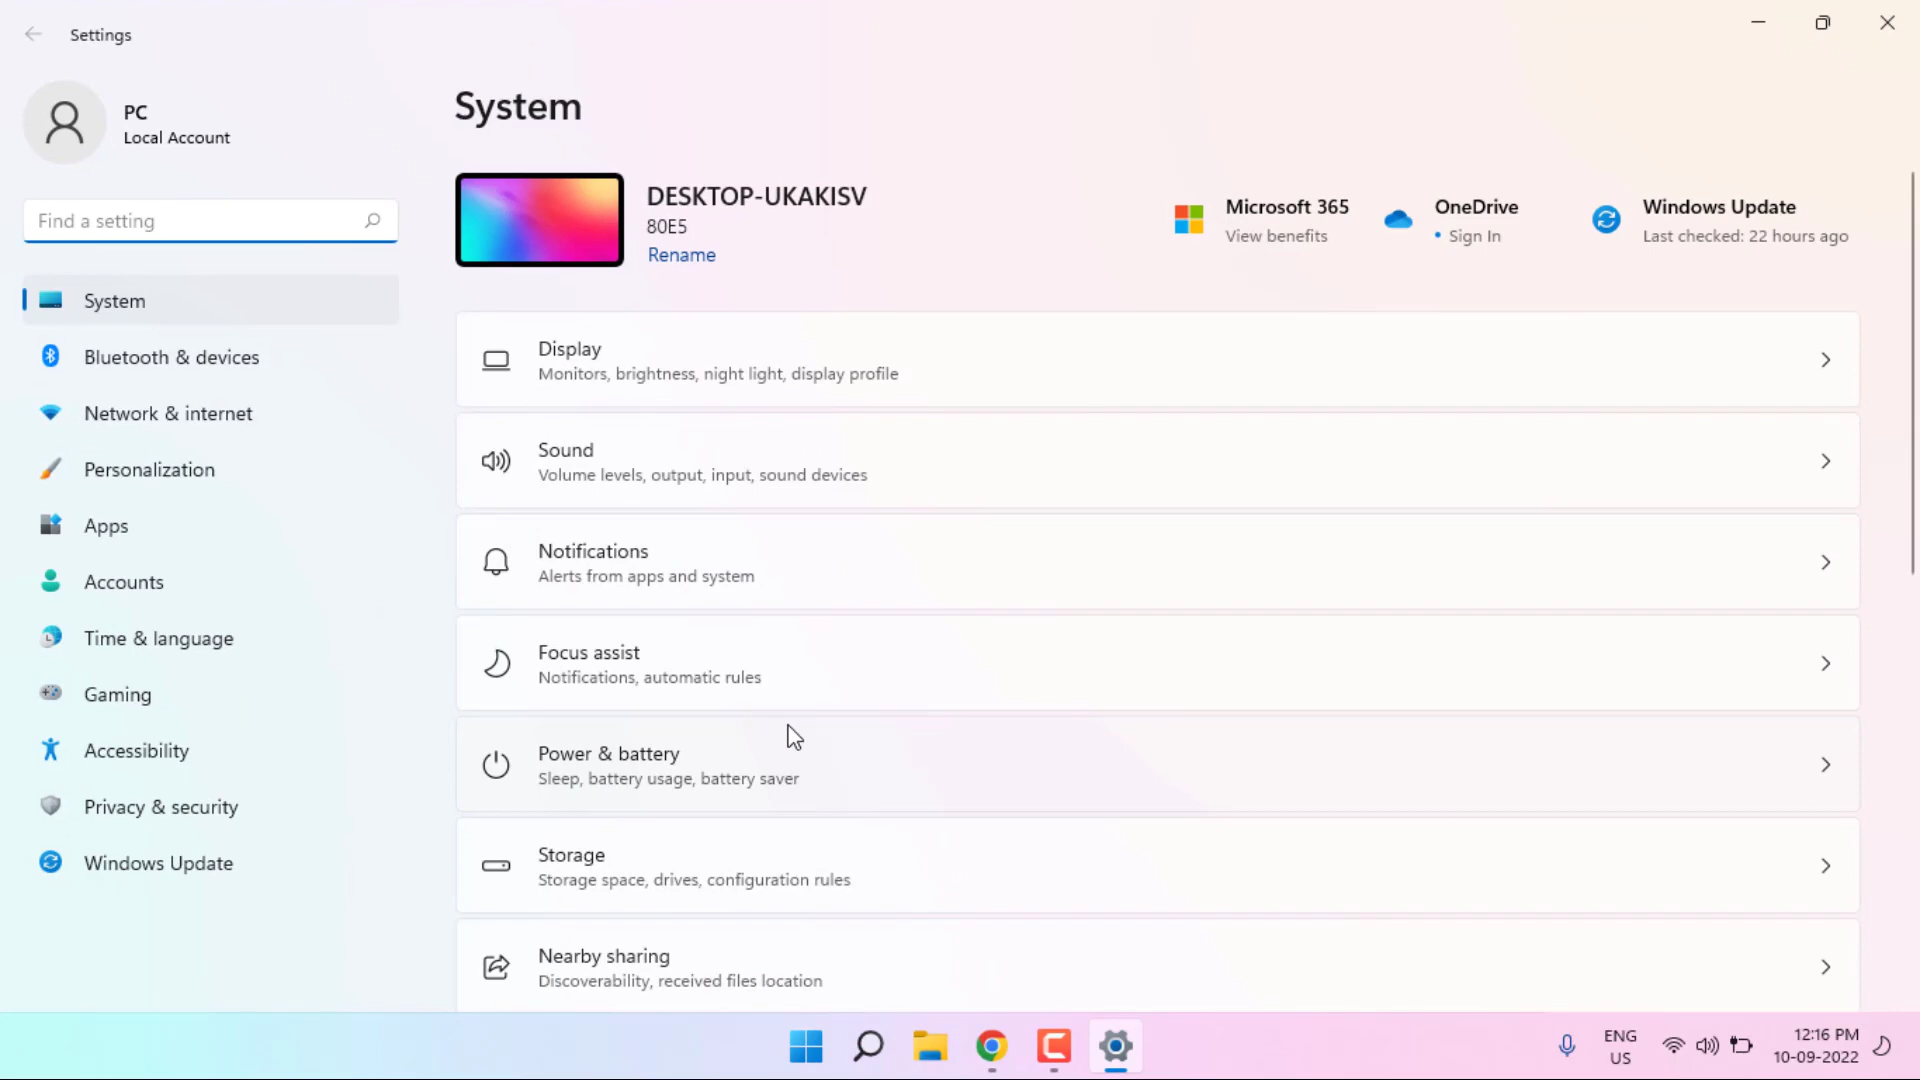 Settings
PC
Local Account
Find a setting
System
Bluetooth & devices
Network & internet
Personalization
Apps
Accounts
Time & language
Gaming
Accessibility
Privacy & security
Windows Update
System
DESKTOP-UKAKISV
80E5
Rename
Microsoft 365
View benefits
OneDrive
• Sign In
Windows Update
Last checked: 22 hours ago
Display
Monitors, brightness, night light, display profile
Sound
Volume levels, output, input, sound devices
Notifications
Alerts from apps and system
Focus assist
Notifications, automatic rules
Power & battery
Sleep, battery usage, battery saver
Storage
Storage space, drives, configuration rules
Nearby sharing
Discoverability, received files location
ENG
US
12:16 PM
10-09-2022